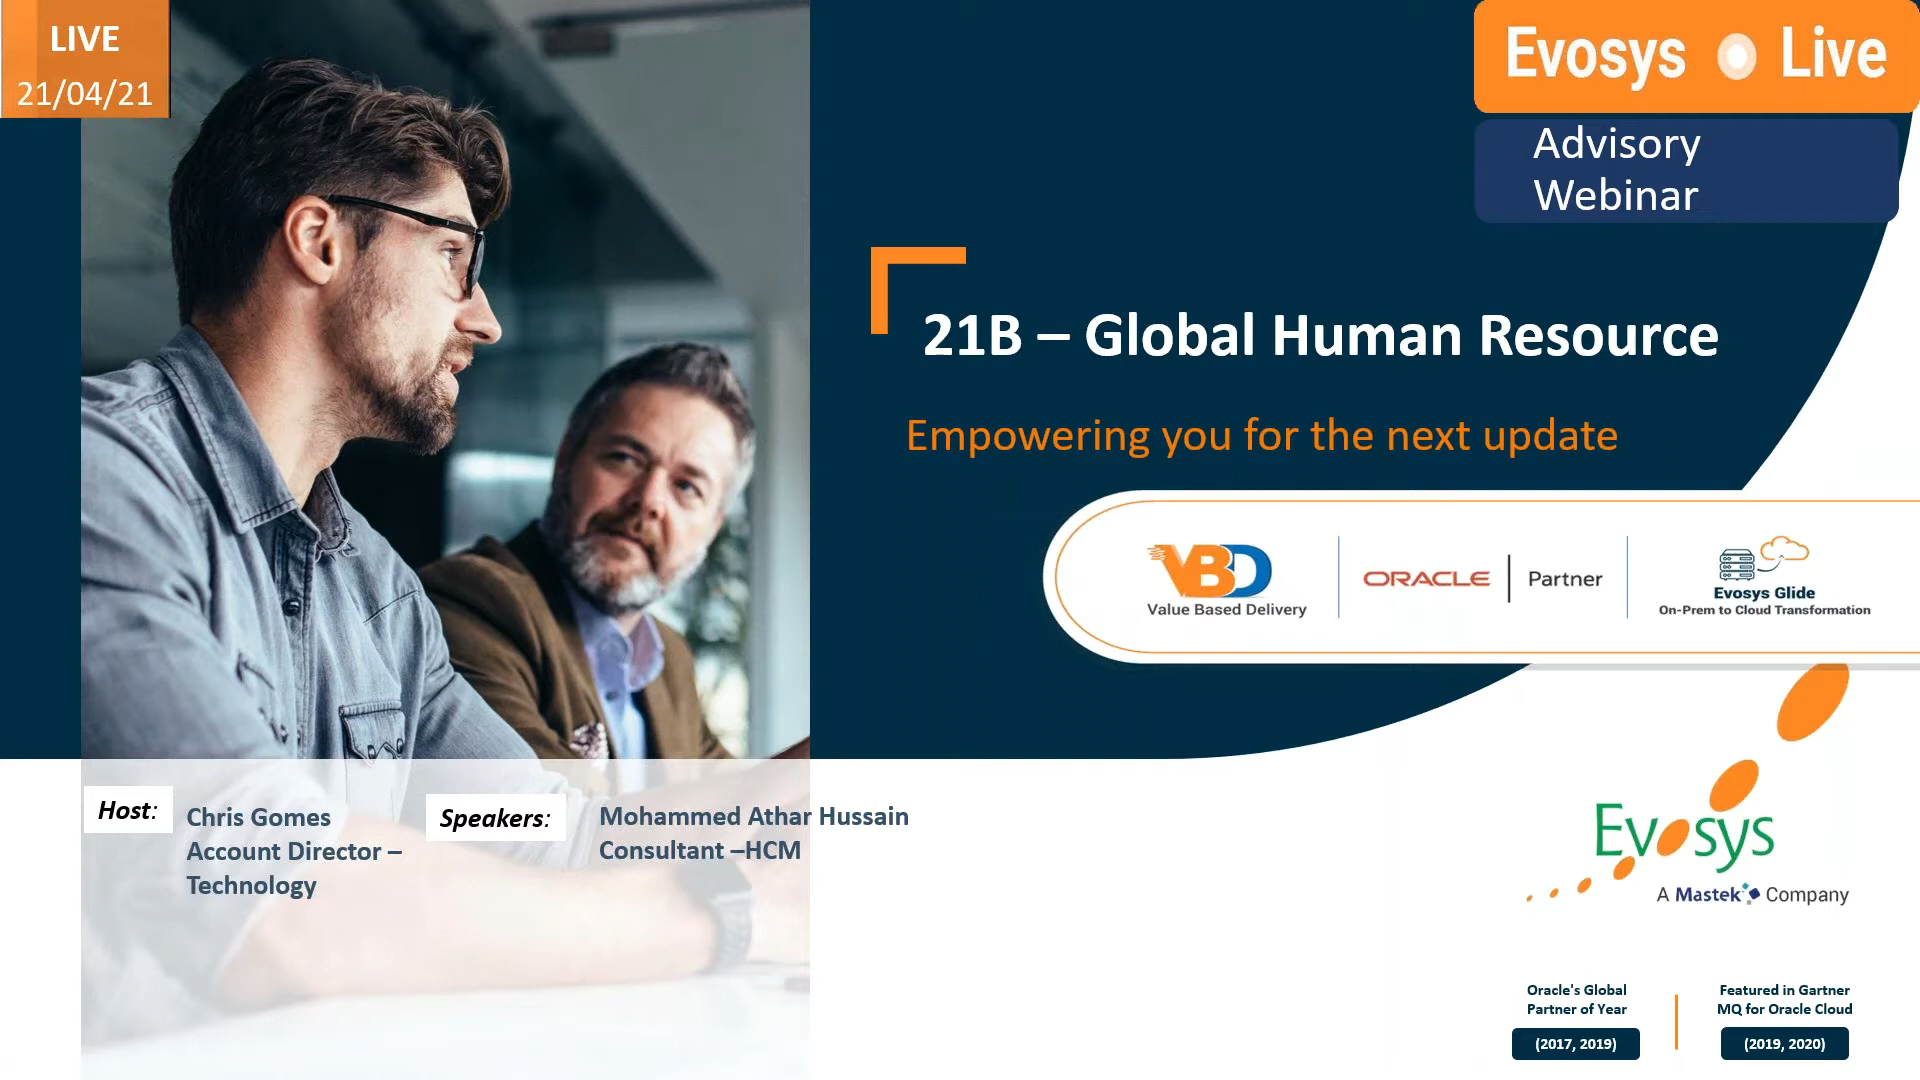 LIVE
21/04/21
Evosys Live
Advisory
Webinar
21B – Global Human Resource
Empowering you for the next update
VBD
Value Based Delivery
ORACLE | Partner
Evosys Glide
On-Prem to Cloud Transformation
Host:
Chris Gomes
Account Director –
Technology
Speakers:
Mohammed Athar Hussain
Consultant –HCM
Evosys
A Mastek Company
Oracle's Global
Partner of Year
(2017, 2019)
Featured in Gartner
MQ for Oracle Cloud
(2019, 2020)